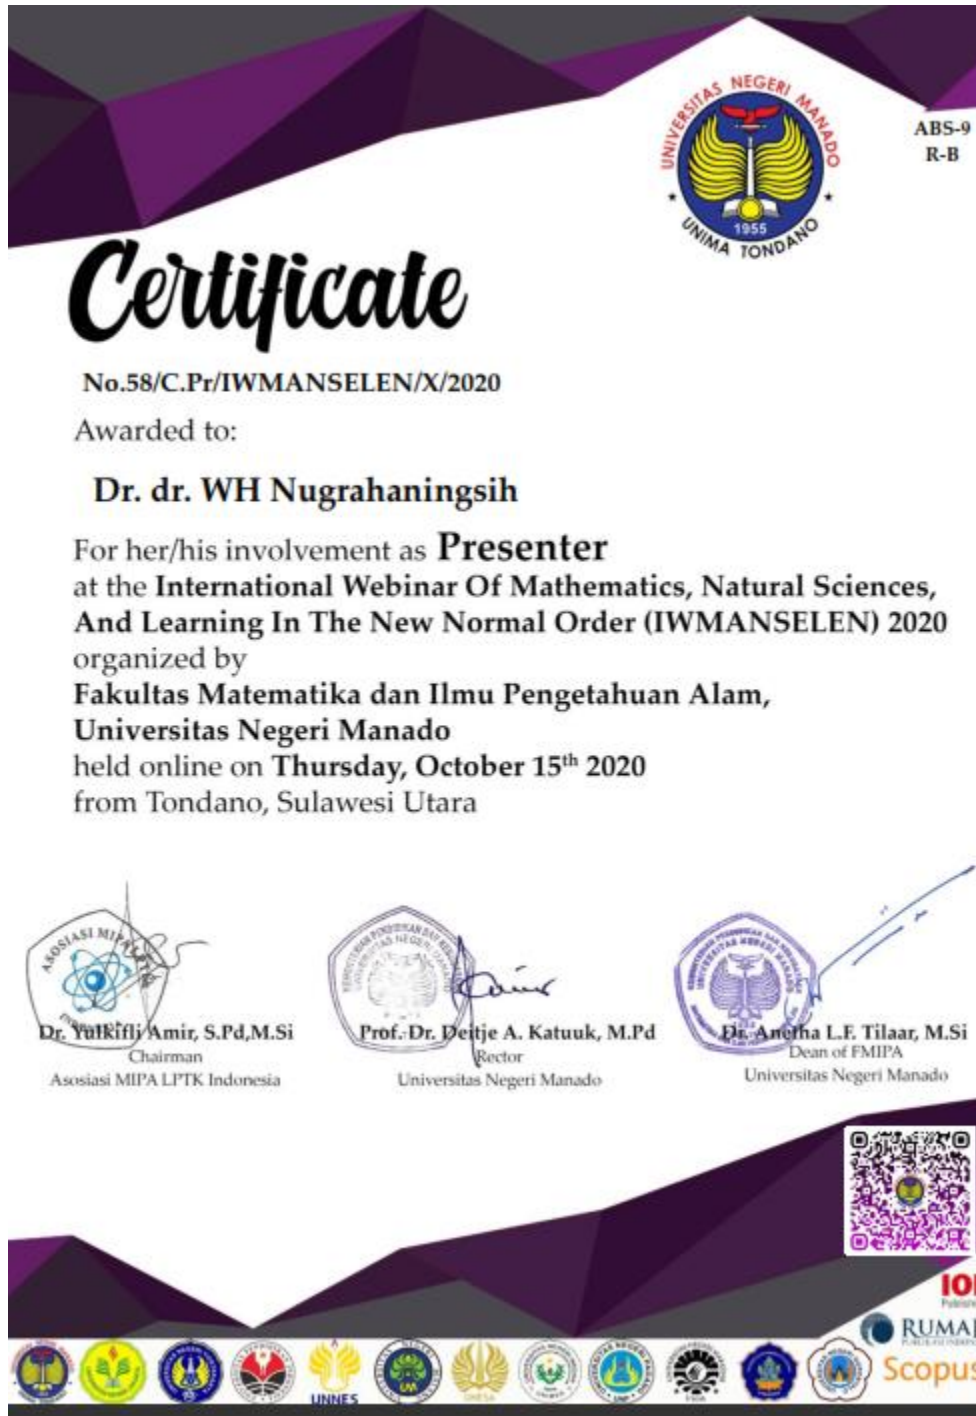 UNIVERSITAS NEGERI MANADO
1955
UNIMA TONDANO
ABS-9
R-B
Certificate
No.58/C.Pr/IWMANSELEN/X/2020
Awarded to:
Dr. dr. WH Nugrahaningsih
For her/his involvement as Presenter
at the International Webinar Of Mathematics, Natural Sciences,
And Learning In The New Normal Order (IWMANSELEN) 2020
organized by
Fakultas Matematika dan Ilmu Pengetahuan Alam,
Universitas Negeri Manado
held online on Thursday, October 15th 2020
from Tondano, Sulawesi Utara
ASOSIASI MIPA LPTK
Dr. Yulkifli Amir, S.Pd,M.Si
Chairman
Asosiasi MIPA LPTK Indonesia
Prof. Dr. Deitje A. Katuuk, M.Pd
Rector
Universitas Negeri Manado
Dr. Anetha L.F. Tilaar, M.Si
Dean of FMIPA
Universitas Negeri Manado
RUMA
UNNES
Scopus